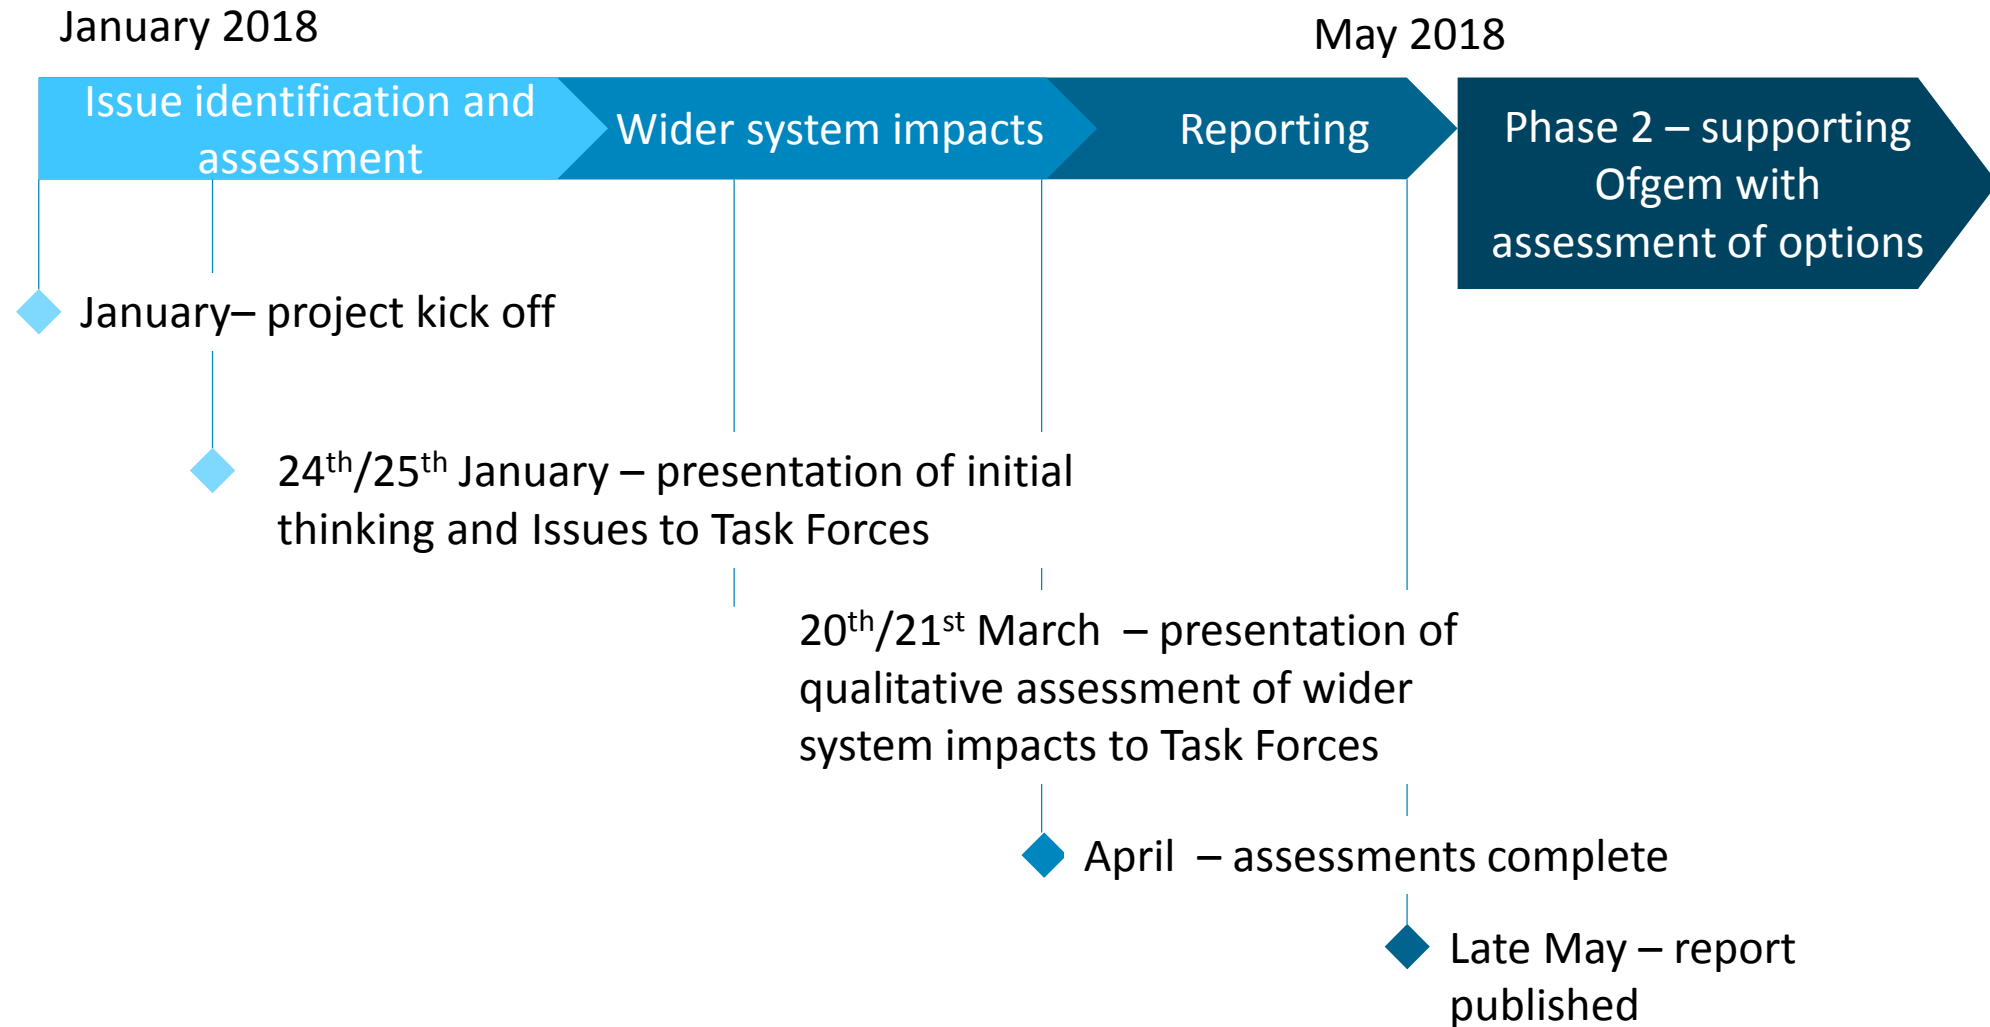 January 2018
May 2018
Issue identification and
assessment
Wider system impacts
Reporting
Phase 2 – supporting
Ofgem with
assessment of options
January– project kick off
24th/25th January – presentation of initial
thinking and Issues to Task Forces
20th/21st March – presentation of
qualitative assessment of wider
system impacts to Task Forces
April – assessments complete
Late May – report
published